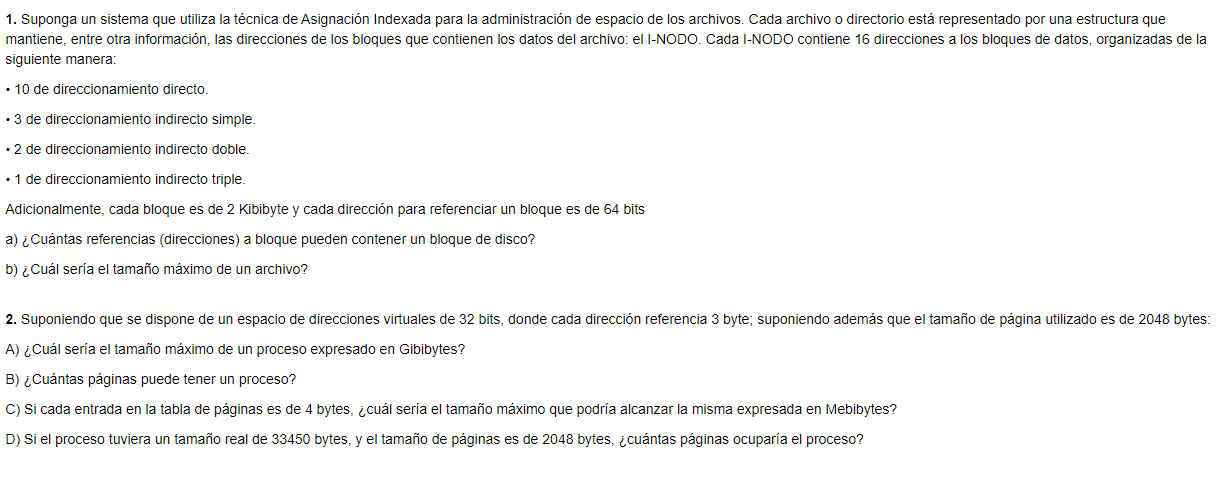 1. Suponga un sistema que utiliza la técnica de Asignación Indexada para la administración de espacio de los archivos. Cada archivo o directorio está representado por una estructura que
mantiene, entre otra información, las direcciones de los bloques que contienen los datos del archivo: el I-NODO. Cada I-NODO contiene 16 direcciones a los bloques de datos, organizadas de la
siguiente manera:
• 10 de direccionamiento directo.
• 3 de direccionamiento indirecto simple.
• 2 de direccionamiento indirecto doble.
• 1 de direccionamiento indirecto triple.
Adicionalmente, cada bloque es de 2 Kibibyte y cada dirección para referenciar un bloque es de 64 bits
a) ¿Cuántas referencias (direcciones) a bloque pueden contener un bloque de disco?
b) ¿Cuál sería el tamaño máximo de un archivo?
2. Suponiendo que se dispone de un espacio de direcciones virtuales de 32 bits, donde cada dirección referencia 3 byte; suponiendo además que el tamaño de página utilizado es de 2048 bytes:
A) ¿Cuál sería el tamaño máximo de un proceso expresado en Gibibytes?
B) ¿Cuántas páginas puede tener un proceso?
C) Si cada entrada en la tabla de páginas es de 4 bytes, ¿cuál sería el tamaño máximo que podría alcanzar la misma expresada en Mebibytes?
D) Si el proceso tuviera un tamaño real de 33450 bytes, y el tamaño de páginas es de 2048 bytes, ¿cuántas páginas ocuparía el proceso?